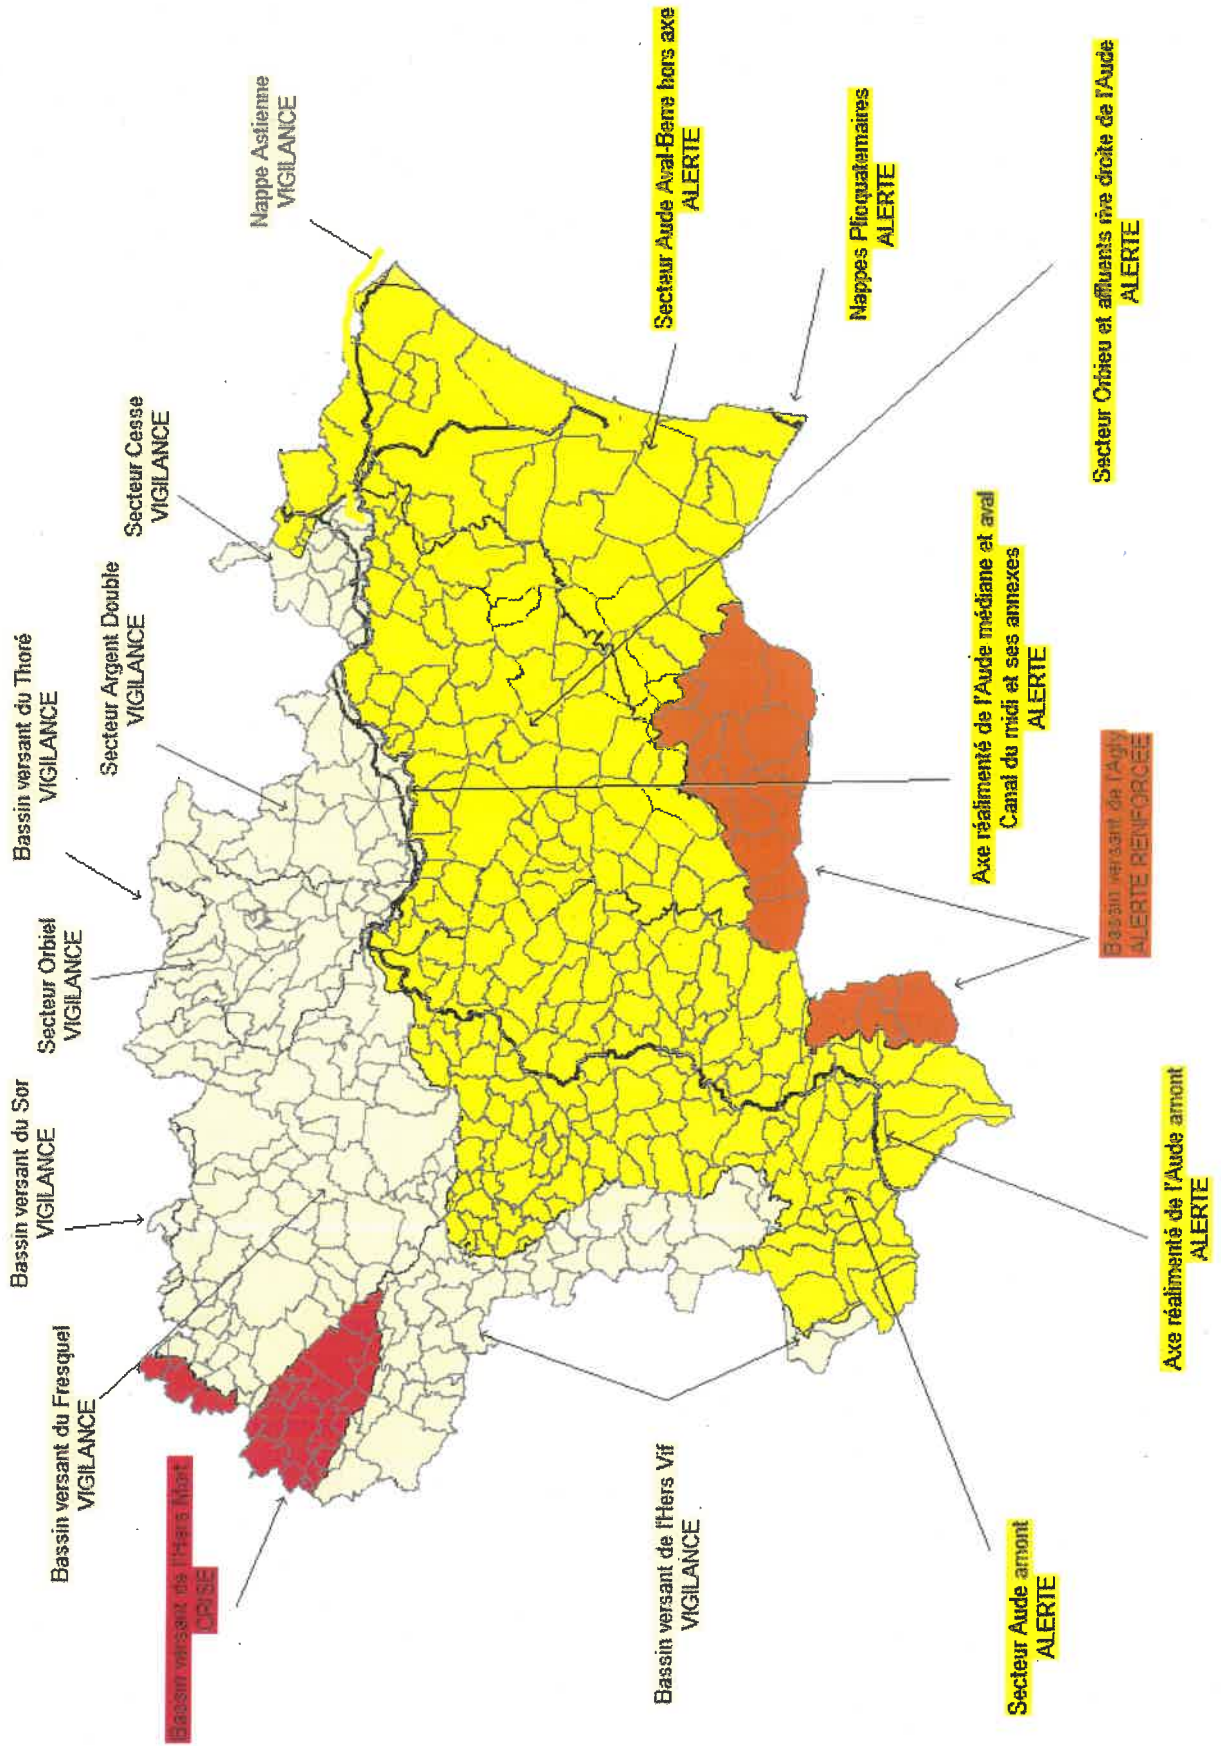 Bassin versant du Thoré
VIGILANCE
Secteur Argent Double
VIGILANCE
Secteur Cesse
VIGILANCE
Nappe Astienne
VIGILANCE
Secteur Orbiel
VIGILANCE
Bassin versant du Sor
VIGILANCE
Bassin versant du Fresquel
VIGILANCE
Bassin versant de l'Hers Mort
CRISE
Bassin versant de l'Hers Vif
VIGILANCE
Secteur Aude amont
ALERTE
Axe réalimenté de l'Aude amont
ALERTE
Bassin versant de l'Agly
ALERTE RENFORCÉE
Axe réalimenté de l'Aude médiane et aval
Canal du midi et ses annexes
ALERTE
Secteur Orbieu et affluents rive droite de l'Aude
ALERTE
Nappes Plioquaternaires
ALERTE
Secteur Aude Aval-Berre hors axe
ALERTE